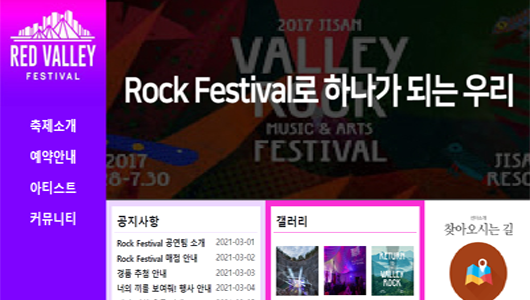 RED VALLEY
FESTIVAL
축제소개
예약안내
아티스트
커뮤니티
2017 JISAN
VALLEY
Rock Festival로 하나가 되는 우리
ROCK
MUSIC & ARTS
FESTIVAL
2017
28-7.30
JISAN
RESO
공지사항
Rock Festival 공연팀 소개 2021-03-01
Rock Festival 매점 안내 2021-03-02
경품 추첨 안내 2021-03-03
너의 끼를 보여줘! 행사 안내 2021-03-04
갤러리
RETURN
VALLEY
ROCK
찾아오시는 길